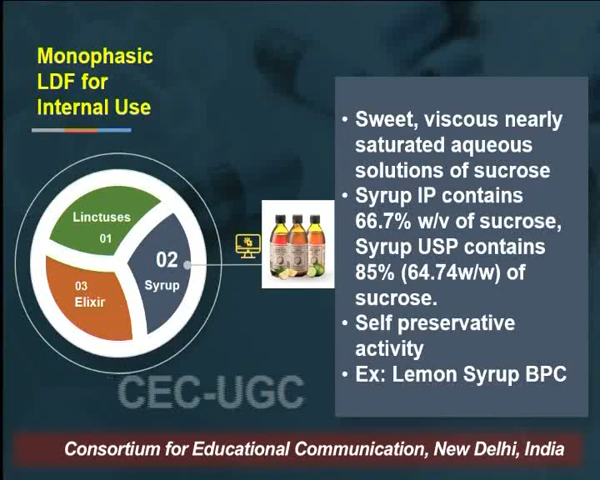 Monophasic
LDF for
Internal Use
Linctuses
01
02
Syrup
03
Elixir
• Sweet, viscous nearly
saturated aqueous
solutions of sucrose
• Syrup IP contains
66.7% w/v of sucrose,
Syrup USP contains
85% (64.74w/w) of
sucrose.
• Self preservative
activity
• Ex: Lemon Syrup BPC
CEC-UGC
Consortium for Educational Communication, New Delhi, India